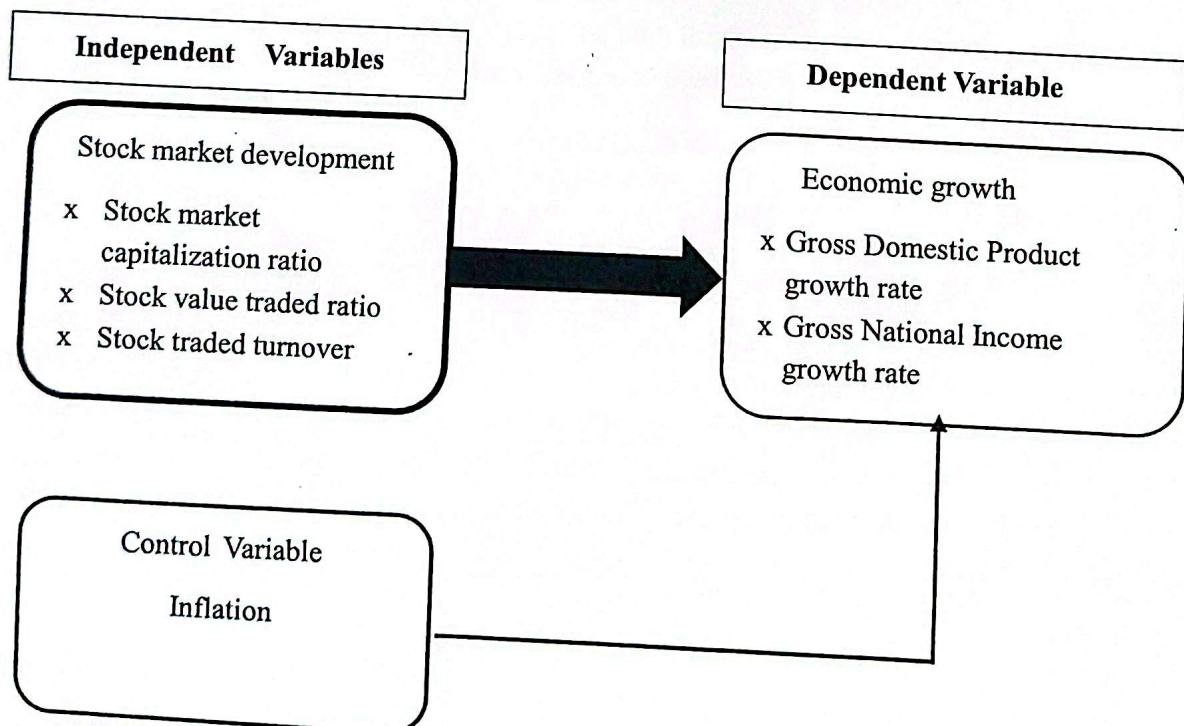 Independent Variables
Dependent Variable
Stock market development
x Stock market
capitalization ratio
x Stock value traded ratio
x Stock traded turnover
Economic growth
x Gross Domestic Product
growth rate
x Gross National Income
growth rate
Control Variable
Inflation